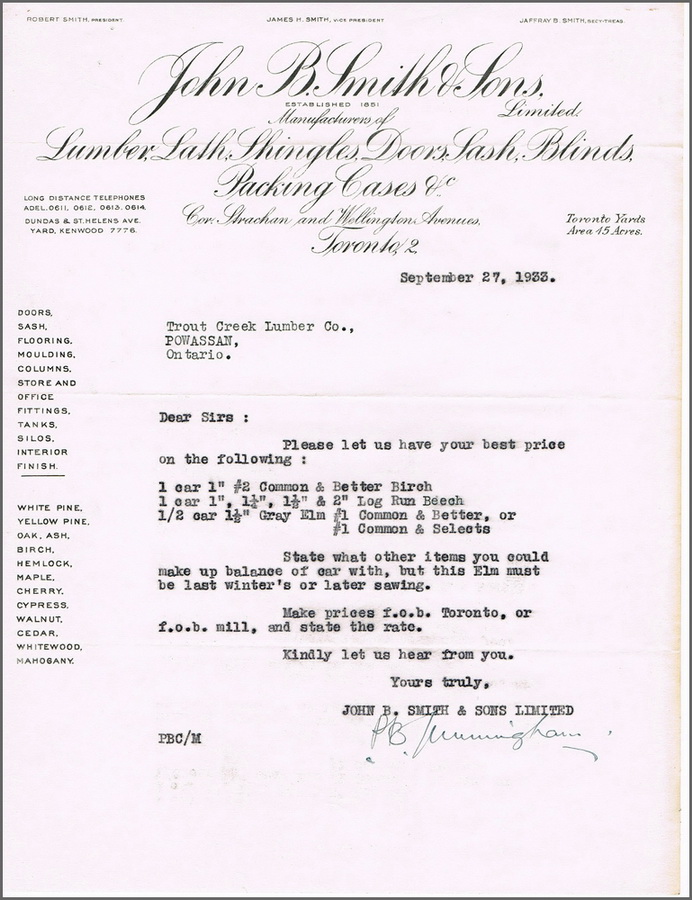 ROBERT SMITH, PRESIDENT. JAMES H. SMITH, VICE PRESIDENT JAFFRAY B. SMITH, SECY-TREAS.
John B. Smith & Sons,
ESTABLISHED 1851
Limited.
Manufacturers of
Lumber, Lath, Shingles, Doors, Sash, Blinds,
Packing Cases &c
Cor. Strachan and Wellington Avenues,
Toronto 2,
LONG DISTANCE TELEPHONES
ADEL. 0611, 0612, 0613, 0614.
DUNDAS & ST. HELENS AVE.
YARD, KENWOOD 7776.
Toronto Yards
Area 45 Acres.
September 27, 1933.
DOORS,
SASH,
FLOORING,
MOULDING,
COLUMNS,
STORE AND
OFFICE
FITTINGS,
TANKS,
SILOS,
INTERIOR
FINISH.
WHITE PINE,
YELLOW PINE,
OAK, ASH,
BIRCH,
HEMLOCK,
MAPLE,
CHERRY,
CYPRESS,
WALNUT,
CEDAR,
WHITEWOOD,
MAHOGANY.
Trout Creek Lumber Co.,
POWASSAN,
Ontario.
Dear Sirs :
Please let us have your best price
on the following :
1 car 1" #2 Common & Better Birch
1 car 1", 1¼", 1½" & 2" Log Run Beech
1/2 car 1½" Gray Elm #1 Common & Better, or
#1 Common & Selects
State what other items you could
make up balance of car with, but this Elm must
be last winter's or later sawing.
Make prices f.o.b. Toronto, or
f.o.b. mill, and state the rate.
Kindly let us hear from you.
Yours truly,
JOHN B. SMITH & SONS LIMITED
P.B. Cunningham
PBC/M